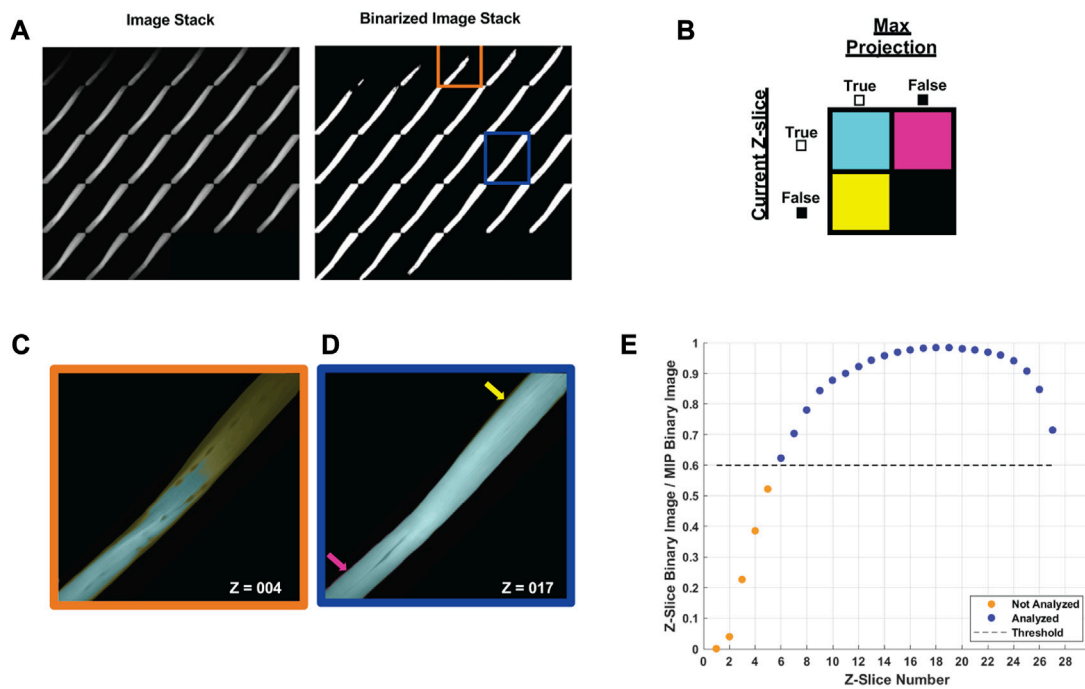 A
Image Stack
Binarized Image Stack
B
Max
Projection
True
False
Current Z-slice
True
False
C
Z = 004
D
Z = 017
E
Z-Slice Binary Image / MIP Binary Image
1
0.9
0.8
0.7
0.6
0.5
0.4
0.3
0.2
0.1
0
0 2 4 6 8 10 12 14 16 18 20 22 24 26 28
Z-Slice Number
Not Analyzed
Analyzed
Threshold